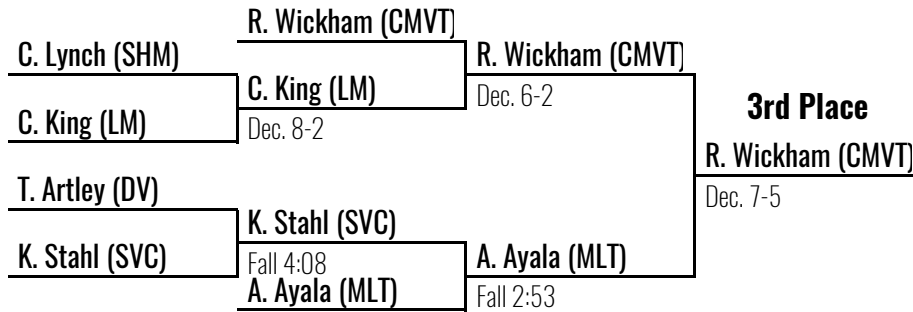 R. Wickham (CMVT)
C. Lynch (SHM)
R. Wickham (CMVT)
C. King (LM)
Dec. 6-2
3rd Place
C. King (LM)
Dec. 8-2
R. Wickham (CMVT)
T. Artley (DV)
Dec. 7-5
K. Stahl (SVC)
K. Stahl (SVC)
A. Ayala (MLT)
Fall 4:08
A. Ayala (MLT)
Fall 2:53